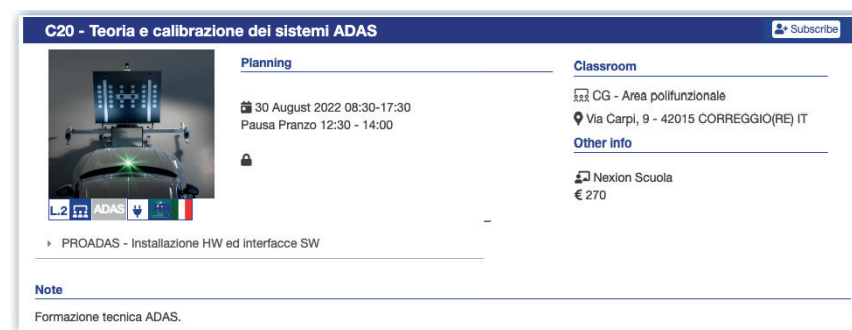 C20 - Teoria e calibrazione dei sistemi ADAS
Subscribe
Planning
30 August 2022 08:30-17:30
Pausa Pranzo 12:30 - 14:00
Classroom
CG - Area polifunzionale
Via Carpi, 9 - 42015 CORREGGIO(RE) IT
Other info
Nexion Scuola
€ 270
L.2 ADAS
PROADAS - Installazione HW ed interfacce SW
Note
Formazione tecnica ADAS.